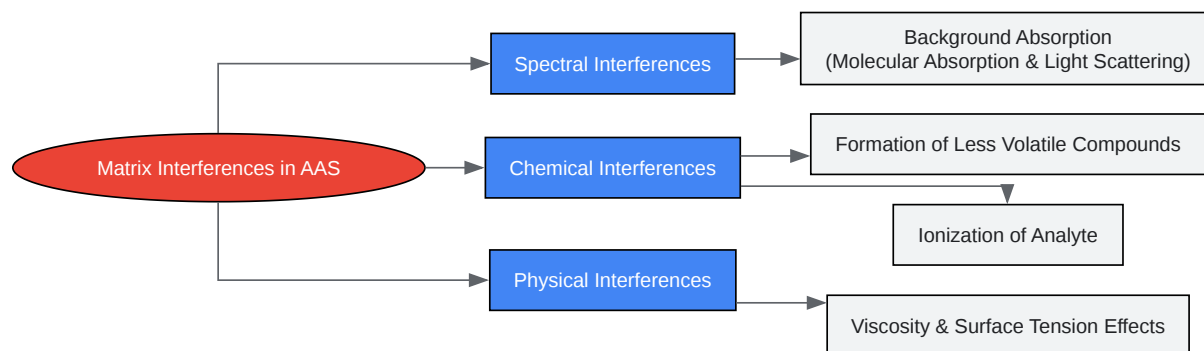 Matrix Interferences in AAS
Spectral Interferences
Background Absorption
(Molecular Absorption & Light Scattering)
Chemical Interferences
Formation of Less Volatile Compounds
Ionization of Analyte
Physical Interferences
Viscosity & Surface Tension Effects